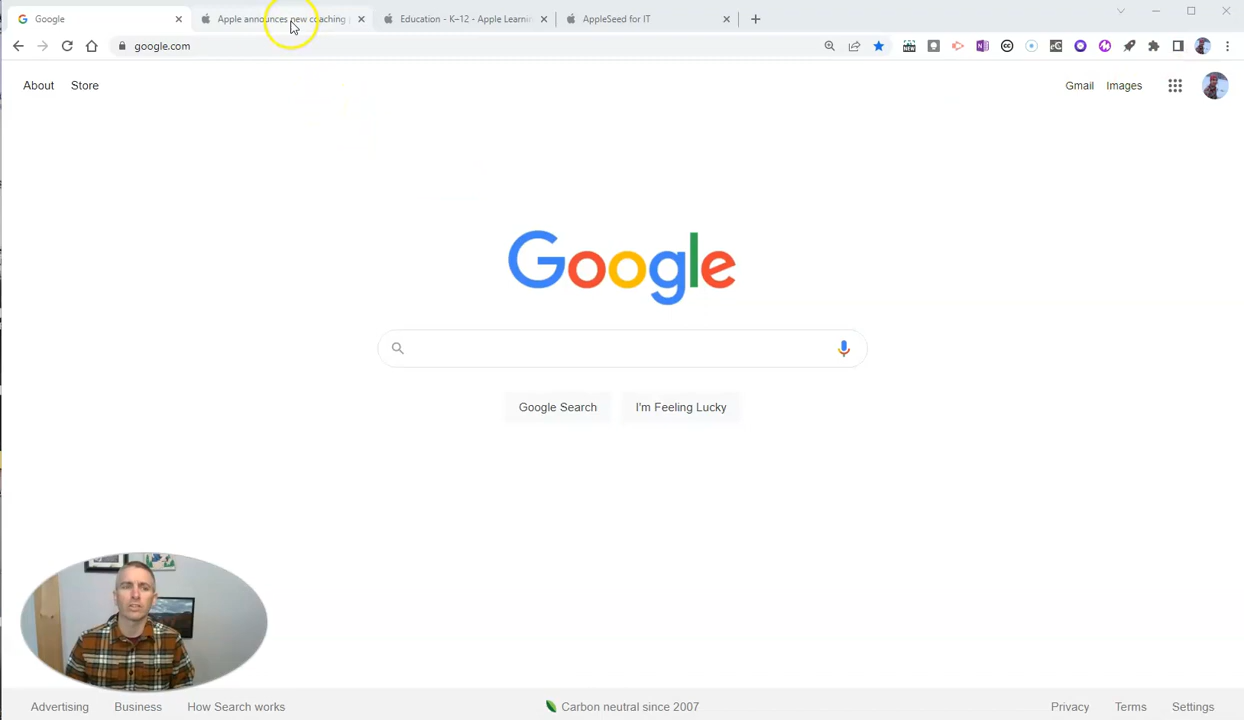 Google
Apple announces new coaching
Education - K–12 - Apple Learnin
AppleSeed for IT
google.com
About
Store
Gmail
Images
Google
Google Search
I'm Feeling Lucky
Advertising
Business
How Search works
Carbon neutral since 2007
Privacy
Terms
Settings